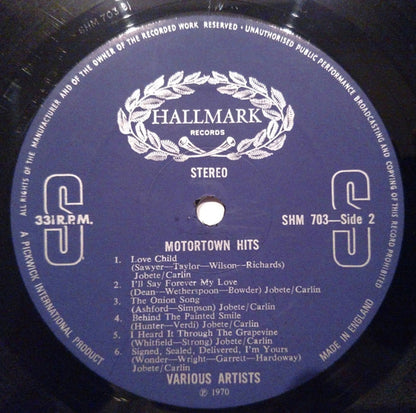 ALL RIGHTS OF THE MANUFACTURER AND OF THE OWNER OF THE RECORDED WORK RESERVED • UNAUTHORISED PUBLIC PERFORMANCE BROADCASTING AND COPYING OF THIS RECORD PROHIBITED
SHM 703 B
HALLMARK
RECORDS
STEREO
S
S
33⅓ R.P.M.
SHM 703—Side 2
MOTORTOWN HITS
1. Love Child
(Sawyer—Taylor—Wilson—Richards)
Jobete/Carlin
2. I'll Say Forever My Love
(Dean—Wetherspoon—Bowder) Jobete/Carlin
3. The Onion Song
(Ashford—Simpson) Jobete/Carlin
4. Behind The Painted Smile
(Hunter—Verdi) Jobete/Carlin
5. I Heard It Through The Grapevine
(Whitfield—Strong) Jobete/Carlin
6. Signed, Sealed, Delivered, I'm Yours
(Wonder—Wright—Garrett—Hardoway)
Jobete/Carlin
VARIOUS ARTISTS
℗ 1970
A PICKWICK INTERNATIONAL PRODUCT
MADE IN ENGLAND